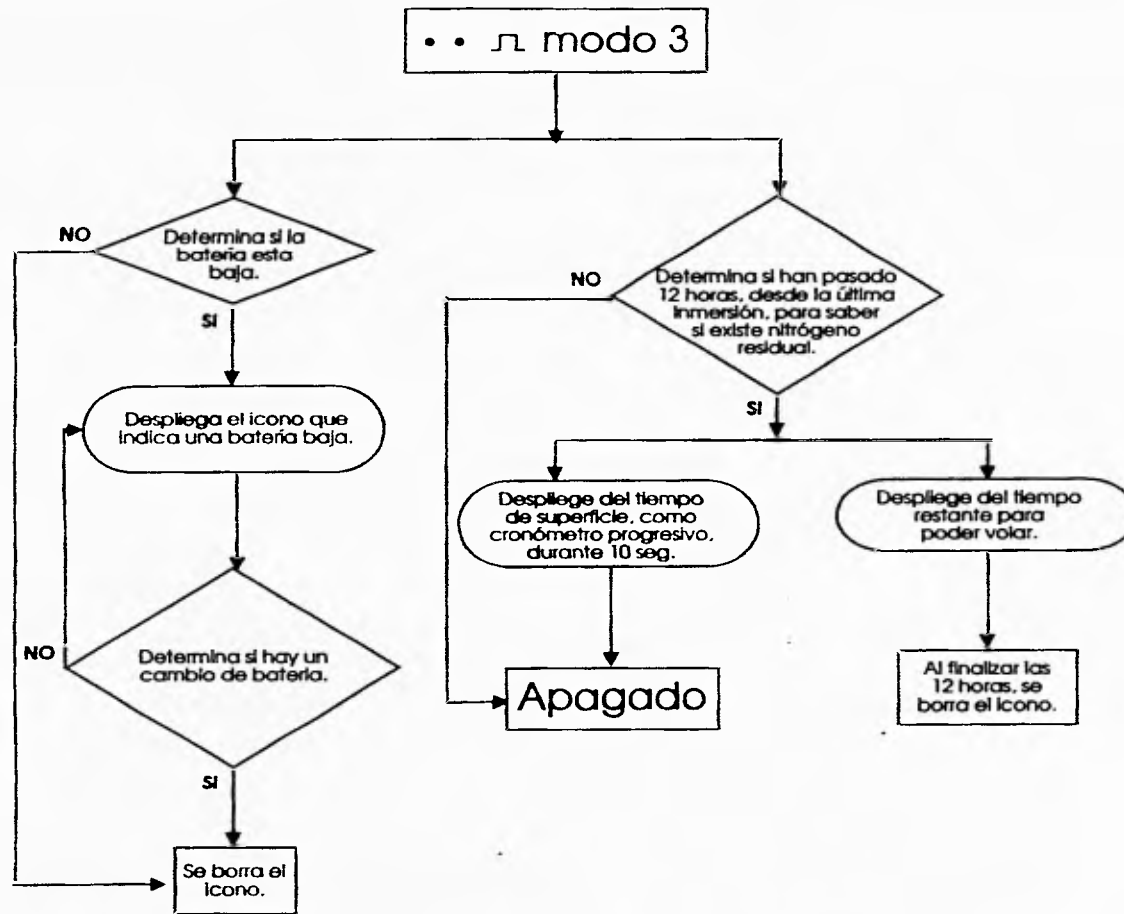 • • ⎍ modo 3
NO
Determina si la
batería esta
baja.
SI
Despliega el icono que
indica una batería baja.
NO
Determina si hay un
cambio de batería.
SI
Se borra el
icono.
NO
Determina si han pasado
12 horas, desde la última
inmersión, para saber
si existe nitrógeno
residual.
SI
Despliege del tiempo
de superficie, como
cronómetro progresivo,
durante 10 seg.
Apagado
Despliege del tiempo
restante para
poder volar.
Al finalizar las
12 horas, se
borra el icono.